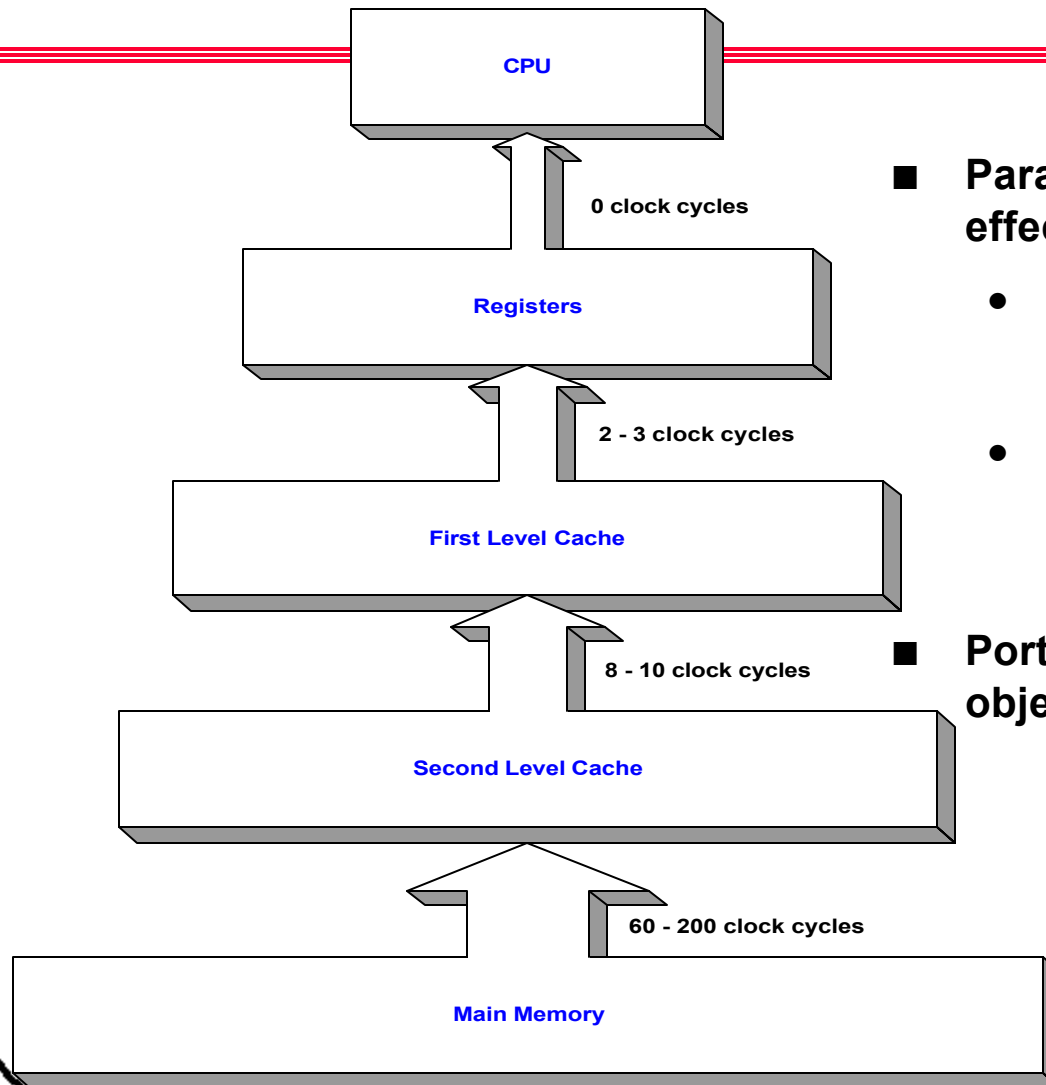 CPU
0 clock cycles
Registers
2 - 3 clock cycles
First Level Cache
8 - 10 clock cycles
Second Level Cache
60 - 200 clock cycles
Main Memory
■
■